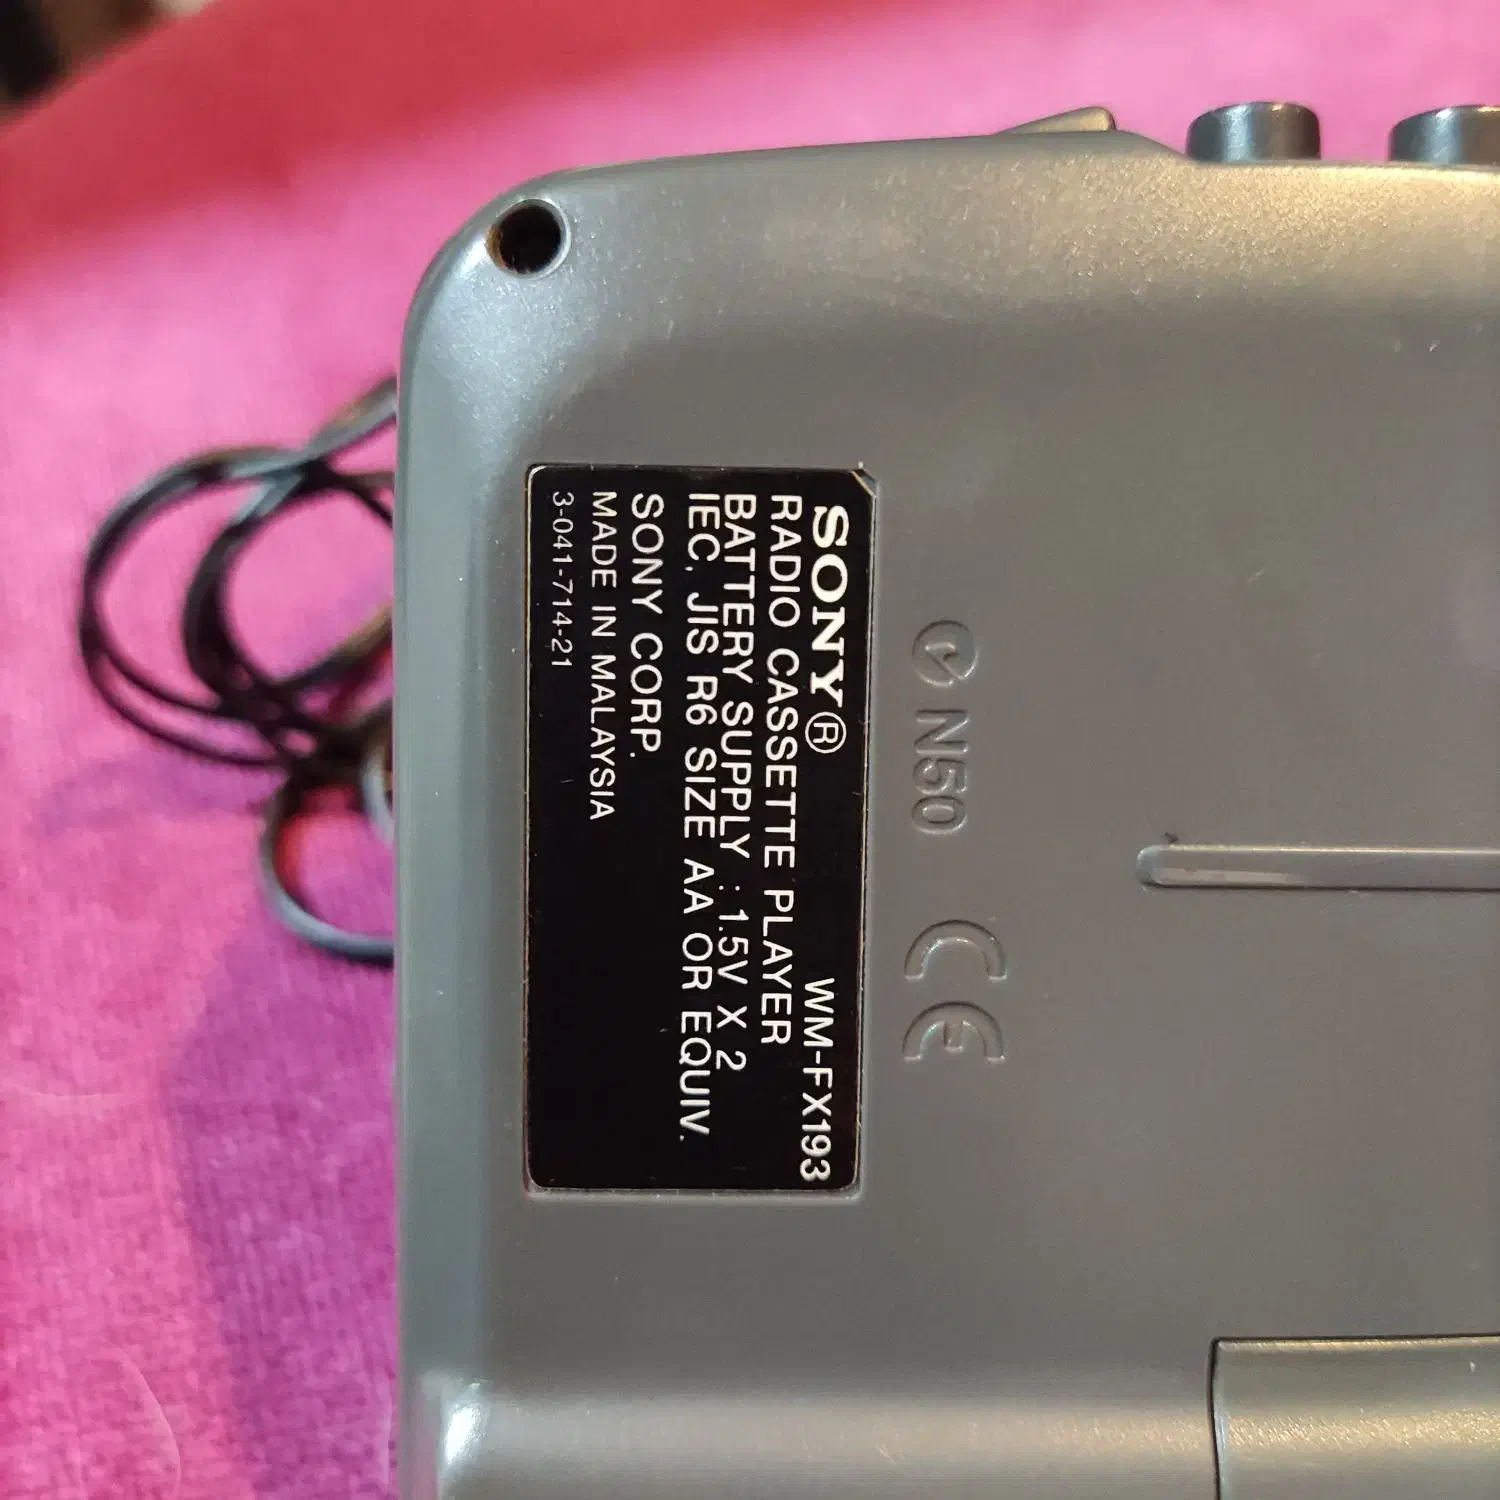 SONY® WM-FX193
RADIO CASSETTE PLAYER
BATTERY SUPPLY : 1.5V X 2
IEC, JIS R6 SIZE AA OR EQUIV.
SONY CORP.
MADE IN MALAYSIA
3-041-714-21
N50 CE